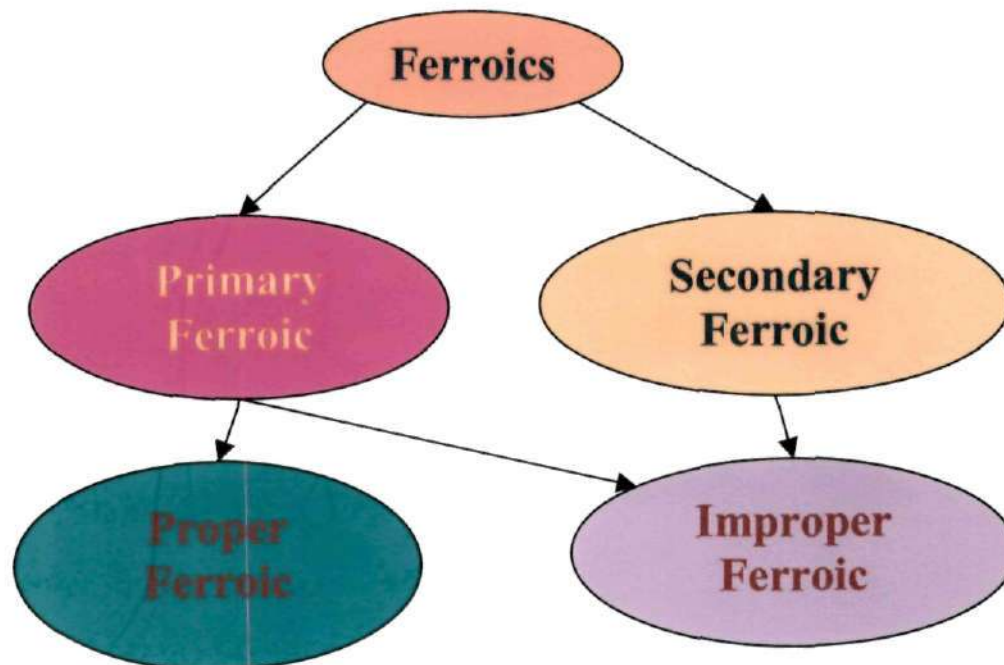 Ferroics
Primary
Ferroic
Secondary
Ferroic
Proper
Ferroic
Improper
Ferroic